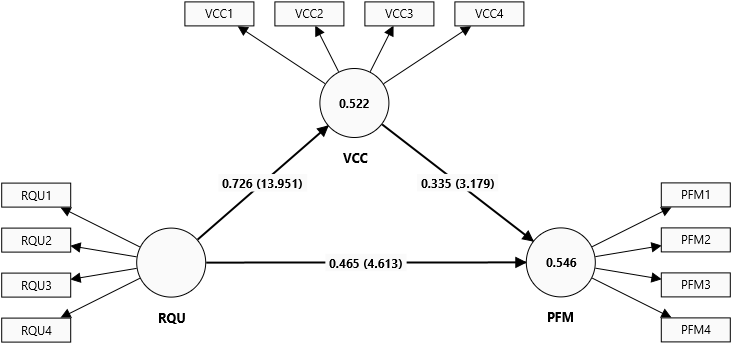 VCC1 VCC2 VCC3 VCC4
0.522
VCC
0.726 (13.951) 0.335 (3.179)
RQU1 PFM1
RQU2 PFM2
0.465 (4.613) 0.546
RQU3 PFM3
RQU PFM
RQU4 PFM4